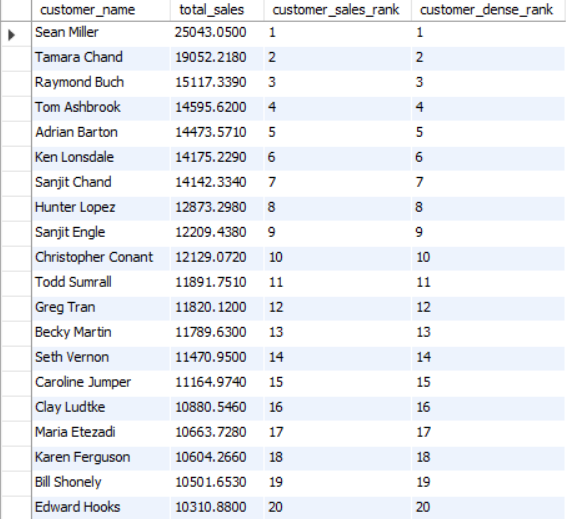 customer_name total_sales customer_sales_rank customer_dense_rank
Sean Miller 25043.0500 1 1
Tamara Chand 19052.2180 2 2
Raymond Buch 15117.3390 3 3
Tom Ashbrook 14595.6200 4 4
Adrian Barton 14473.5710 5 5
Ken Lonsdale 14175.2290 6 6
Sanjit Chand 14142.3340 7 7
Hunter Lopez 12873.2980 8 8
Sanjit Engle 12209.4380 9 9
Christopher Conant 12129.0720 10 10
Todd Sumrall 11891.7510 11 11
Greg Tran 11820.1200 12 12
Becky Martin 11789.6300 13 13
Seth Vernon 11470.9500 14 14
Caroline Jumper 11164.9740 15 15
Clay Ludtke 10880.5460 16 16
Maria Etezadi 10663.7280 17 17
Karen Ferguson 10604.2660 18 18
Bill Shonely 10501.6530 19 19
Edward Hooks 10310.8800 20 20